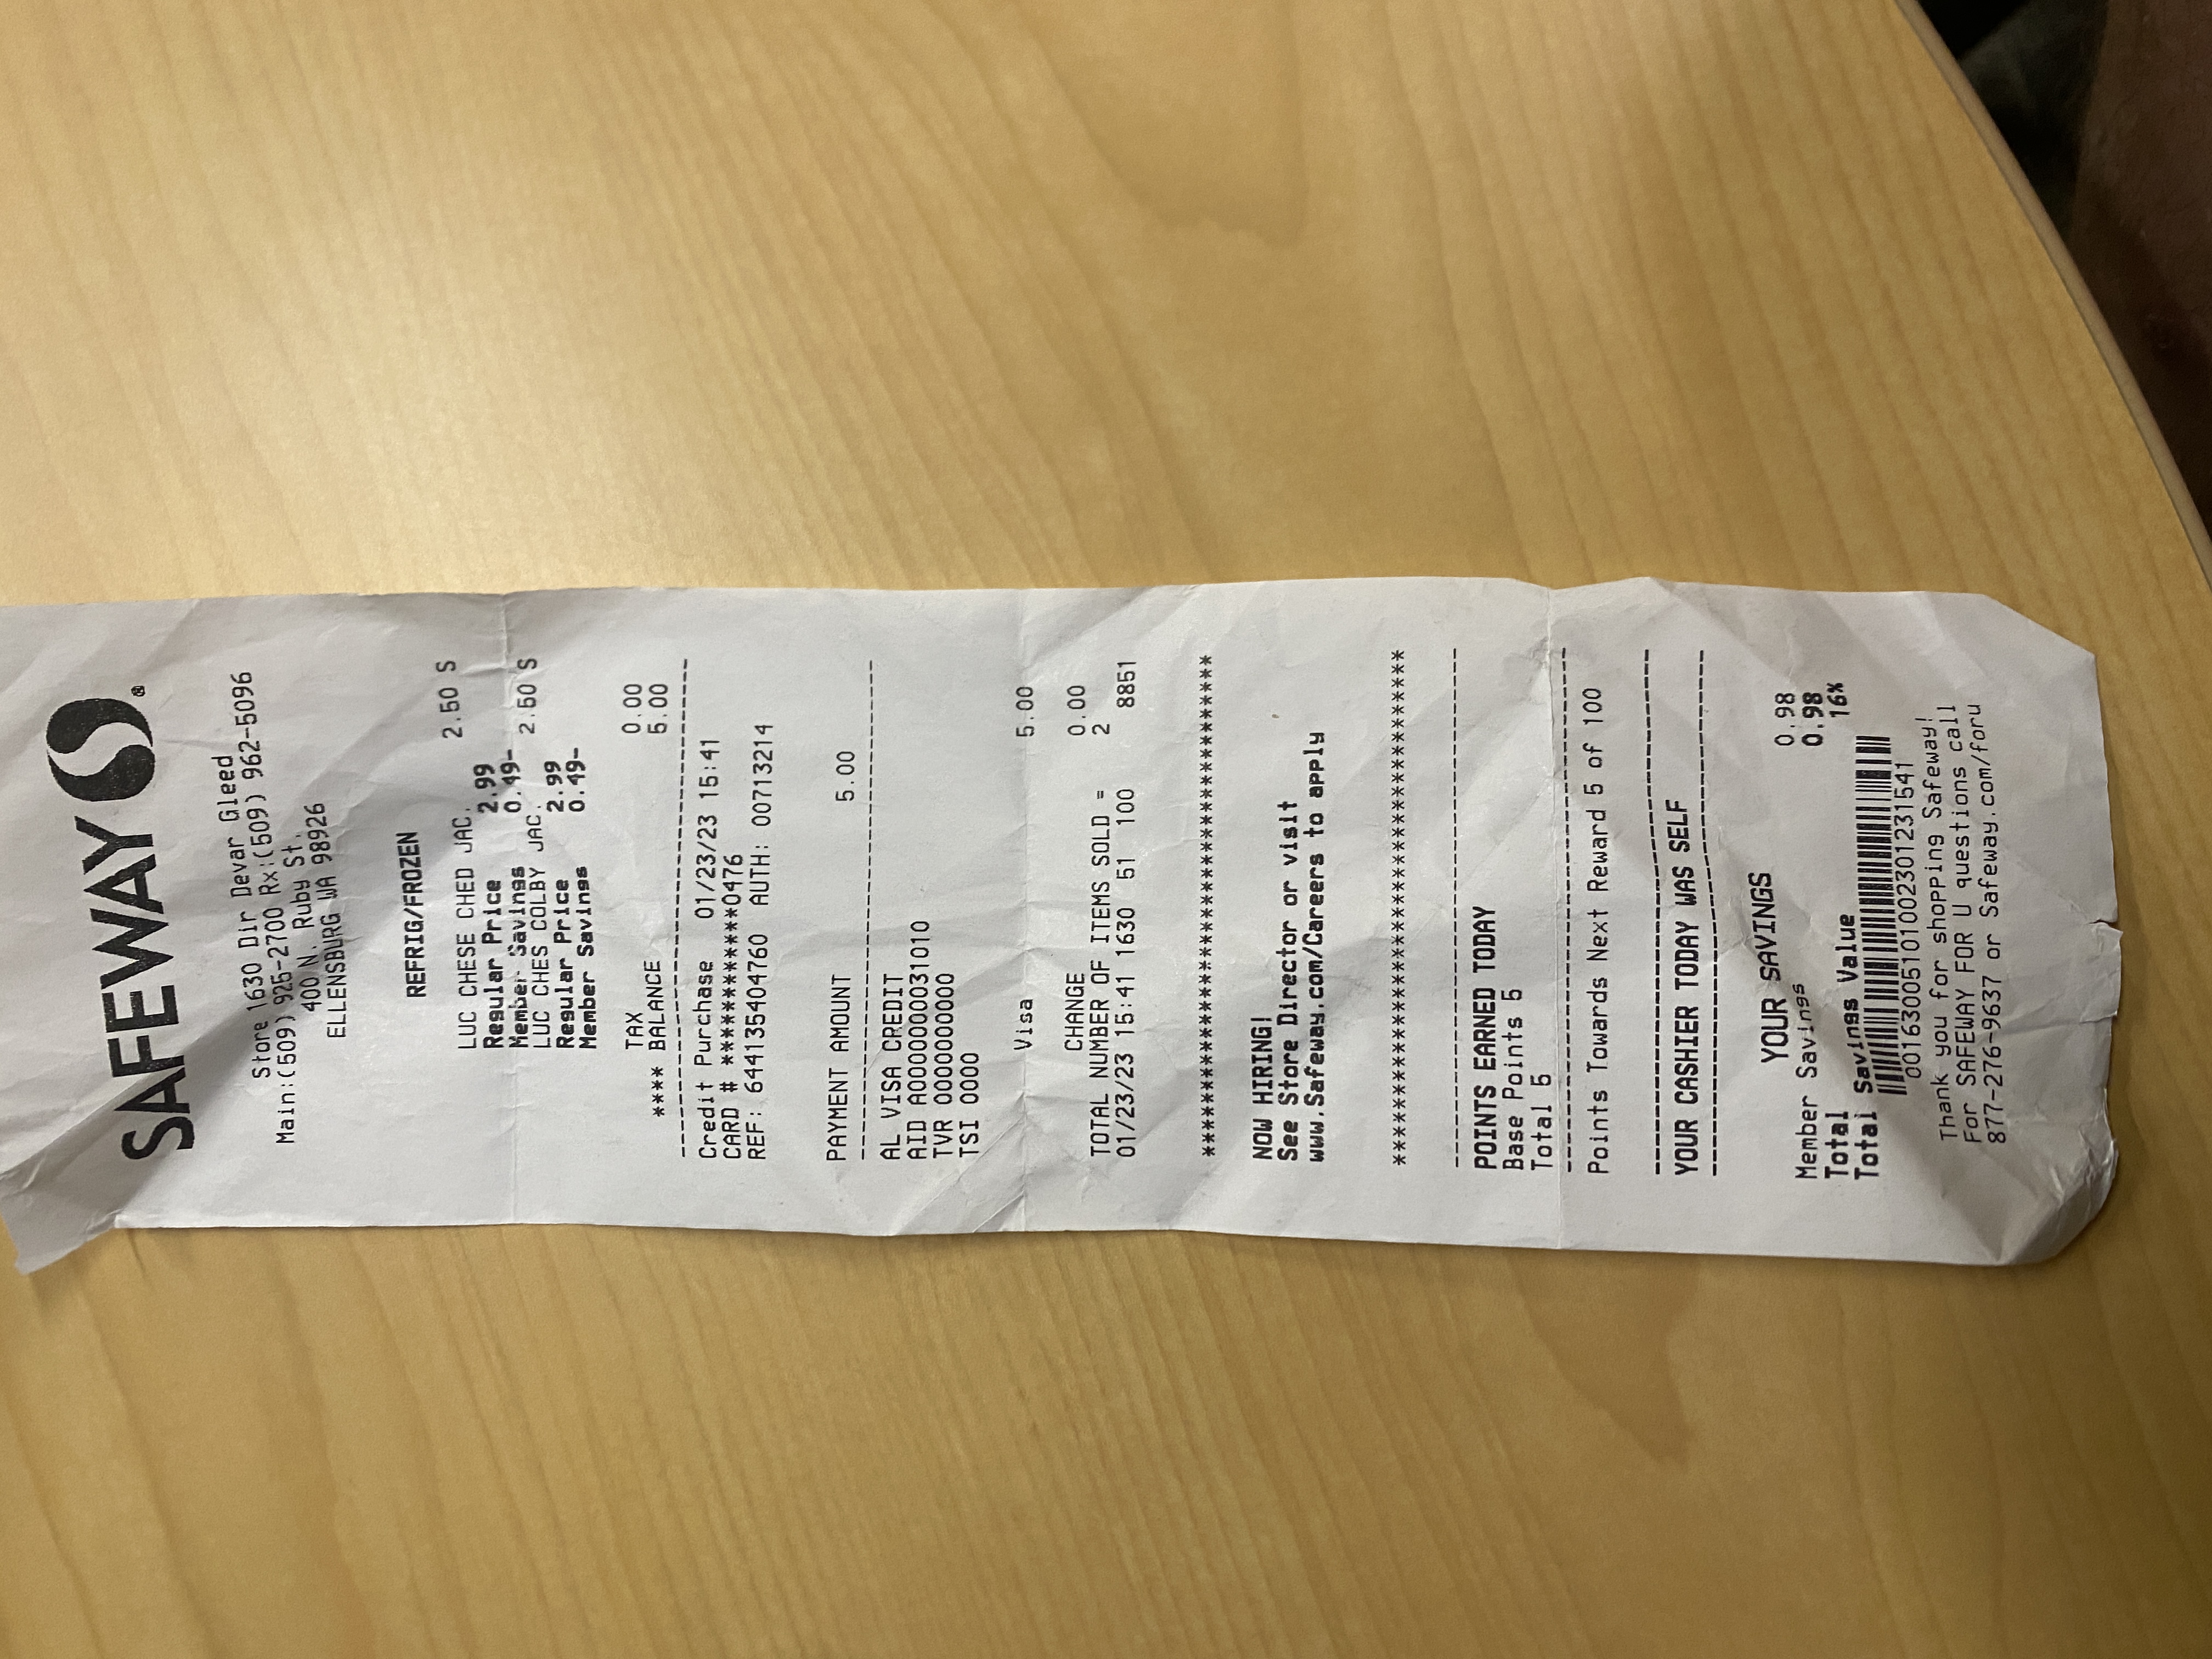 SAFEWAY ®
Store 1630 Dir Devar Gleed
Main:(509) 925-2700 Rx:(509) 962-5096
400 N. Ruby St.
ELLENSBURG WA 98926
REFRIG/FROZEN
LUC CHESE CHED JAC. 2.50 S
Regular Price 2.99
Member Savings 0.49-
LUC CHES COLBY JAC. 2.50 S
Regular Price 2.99
Member Savings 0.49-
TAX 0.00
**** BALANCE 5.00
--------------------------------------
Credit Purchase 01/23/23 15:41
CARD # ************0476
REF: 644135404760 AUTH: 00713214
PAYMENT AMOUNT 5.00
--------------------------------------
AL VISA CREDIT
AID A0000000031010
TVR 0000000000
TSI 0000
Visa 5.00
CHANGE 0.00
TOTAL NUMBER OF ITEMS SOLD = 2
01/23/23 15:41 1630 51 100 8851
**************************************
NOW HIRING!
See Store Director or visit
www.Safeway.com/Careers to apply
**************************************
--------------------------------------
POINTS EARNED TODAY
Base Points 5
Total 5
--------------------------------------
Points Towards Next Reward 5 of 100
--------------------------------------
YOUR CASHIER TODAY WAS SELF
--------------------------------------
YOUR SAVINGS
Member Savings 0.98
Total 0.98
Total Savings Value 16%
00163005101002301231541
Thank you for shopping Safeway!
For SAFEWAY FOR U questions call
877-276-9637 or Safeway.com/foru